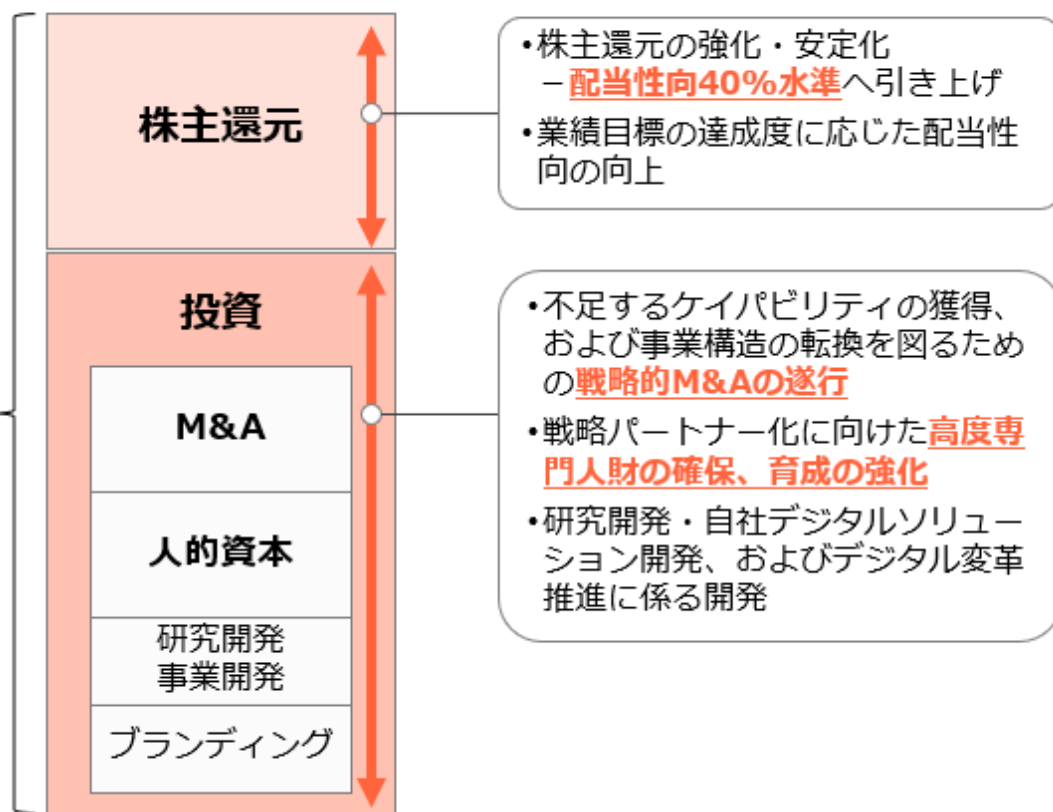 株主還元
・株主還元の強化・安定化
－配当性向40%水準へ引き上げ
・業績目標の達成度に応じた配当性
向の向上
投資
M&A
人的資本
研究開発
事業開発
ブランディング
・不足するケイパビリティの獲得、
および事業構造の転換を図るため
の戦略的M&Aの遂行
・戦略パートナー化に向けた高度専
門人財の確保、育成の強化
・研究開発・自社デジタルソリュー
ション開発、およびデジタル変革
推進に係る開発